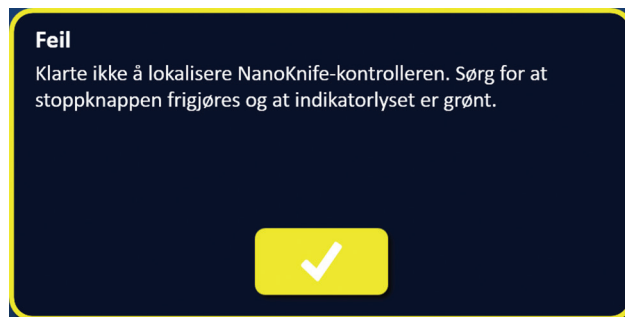 Feil
Klarte ikke å lokalisere NanoKnife-kontrolleren. Sørg for at
stoppknappen frigjøres og at indikatorlyset er grønt.